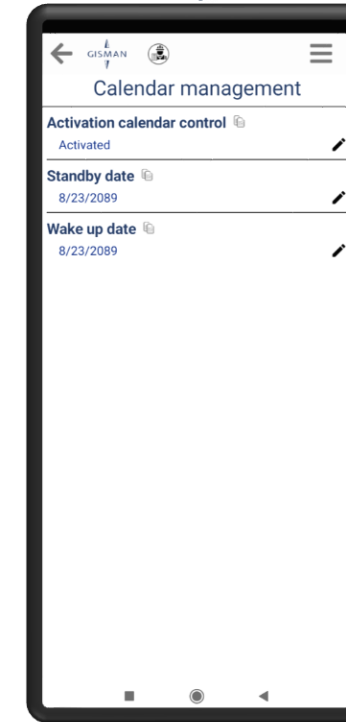 GISMAN
Calendar management
Activation calendar control
Activated
Standby date
8/23/2089
Wake up date
8/23/2089